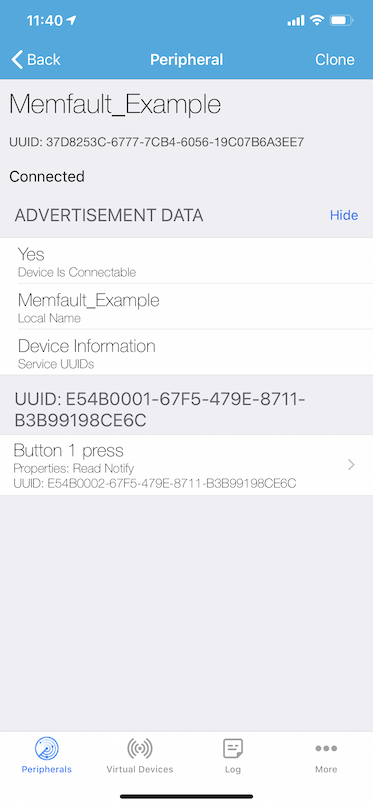 11:40
Back
Peripheral
Clone
Memfault_Example
UUID: 37D8253C-6777-7CB4-6056-19C07B6A3EE7
Connected
ADVERTISEMENT DATA
Hide
Yes
Device Is Connectable
Memfault_Example
Local Name
Device Information
Service UUIDs
UUID: E54B0001-67F5-479E-8711-
B3B99198CE6C
Button 1 press
Properties: Read Notify
UUID: E54B0002-67F5-479E-8711-B3B99198CE6C
Peripherals
Virtual Devices
Log
More